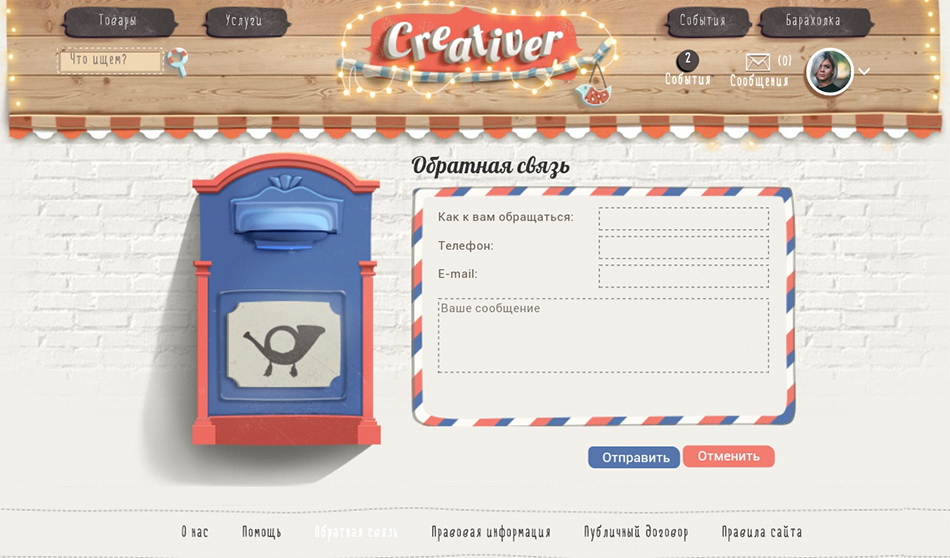 Товары
Услуги
Creativer
События
Барахолка
Что ищем?
2
События
(0)
Сообщения
Обратная связь
Как к вам обращаться:
Телефон:
E-mail:
Ваше сообщение
Отправить
Отменить
О нас
Помощь
Обратная связь
Правовая информация
Публичный договор
Правила сайта